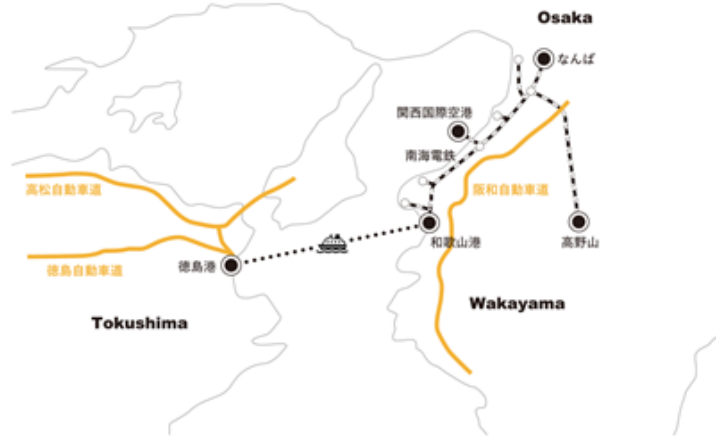 Osaka
なんば
関西国際空港
南海電鉄
高松自動車道
阪和自動車道
和歌山港
高野山
徳島港
徳島自動車道
Wakayama
Tokushima